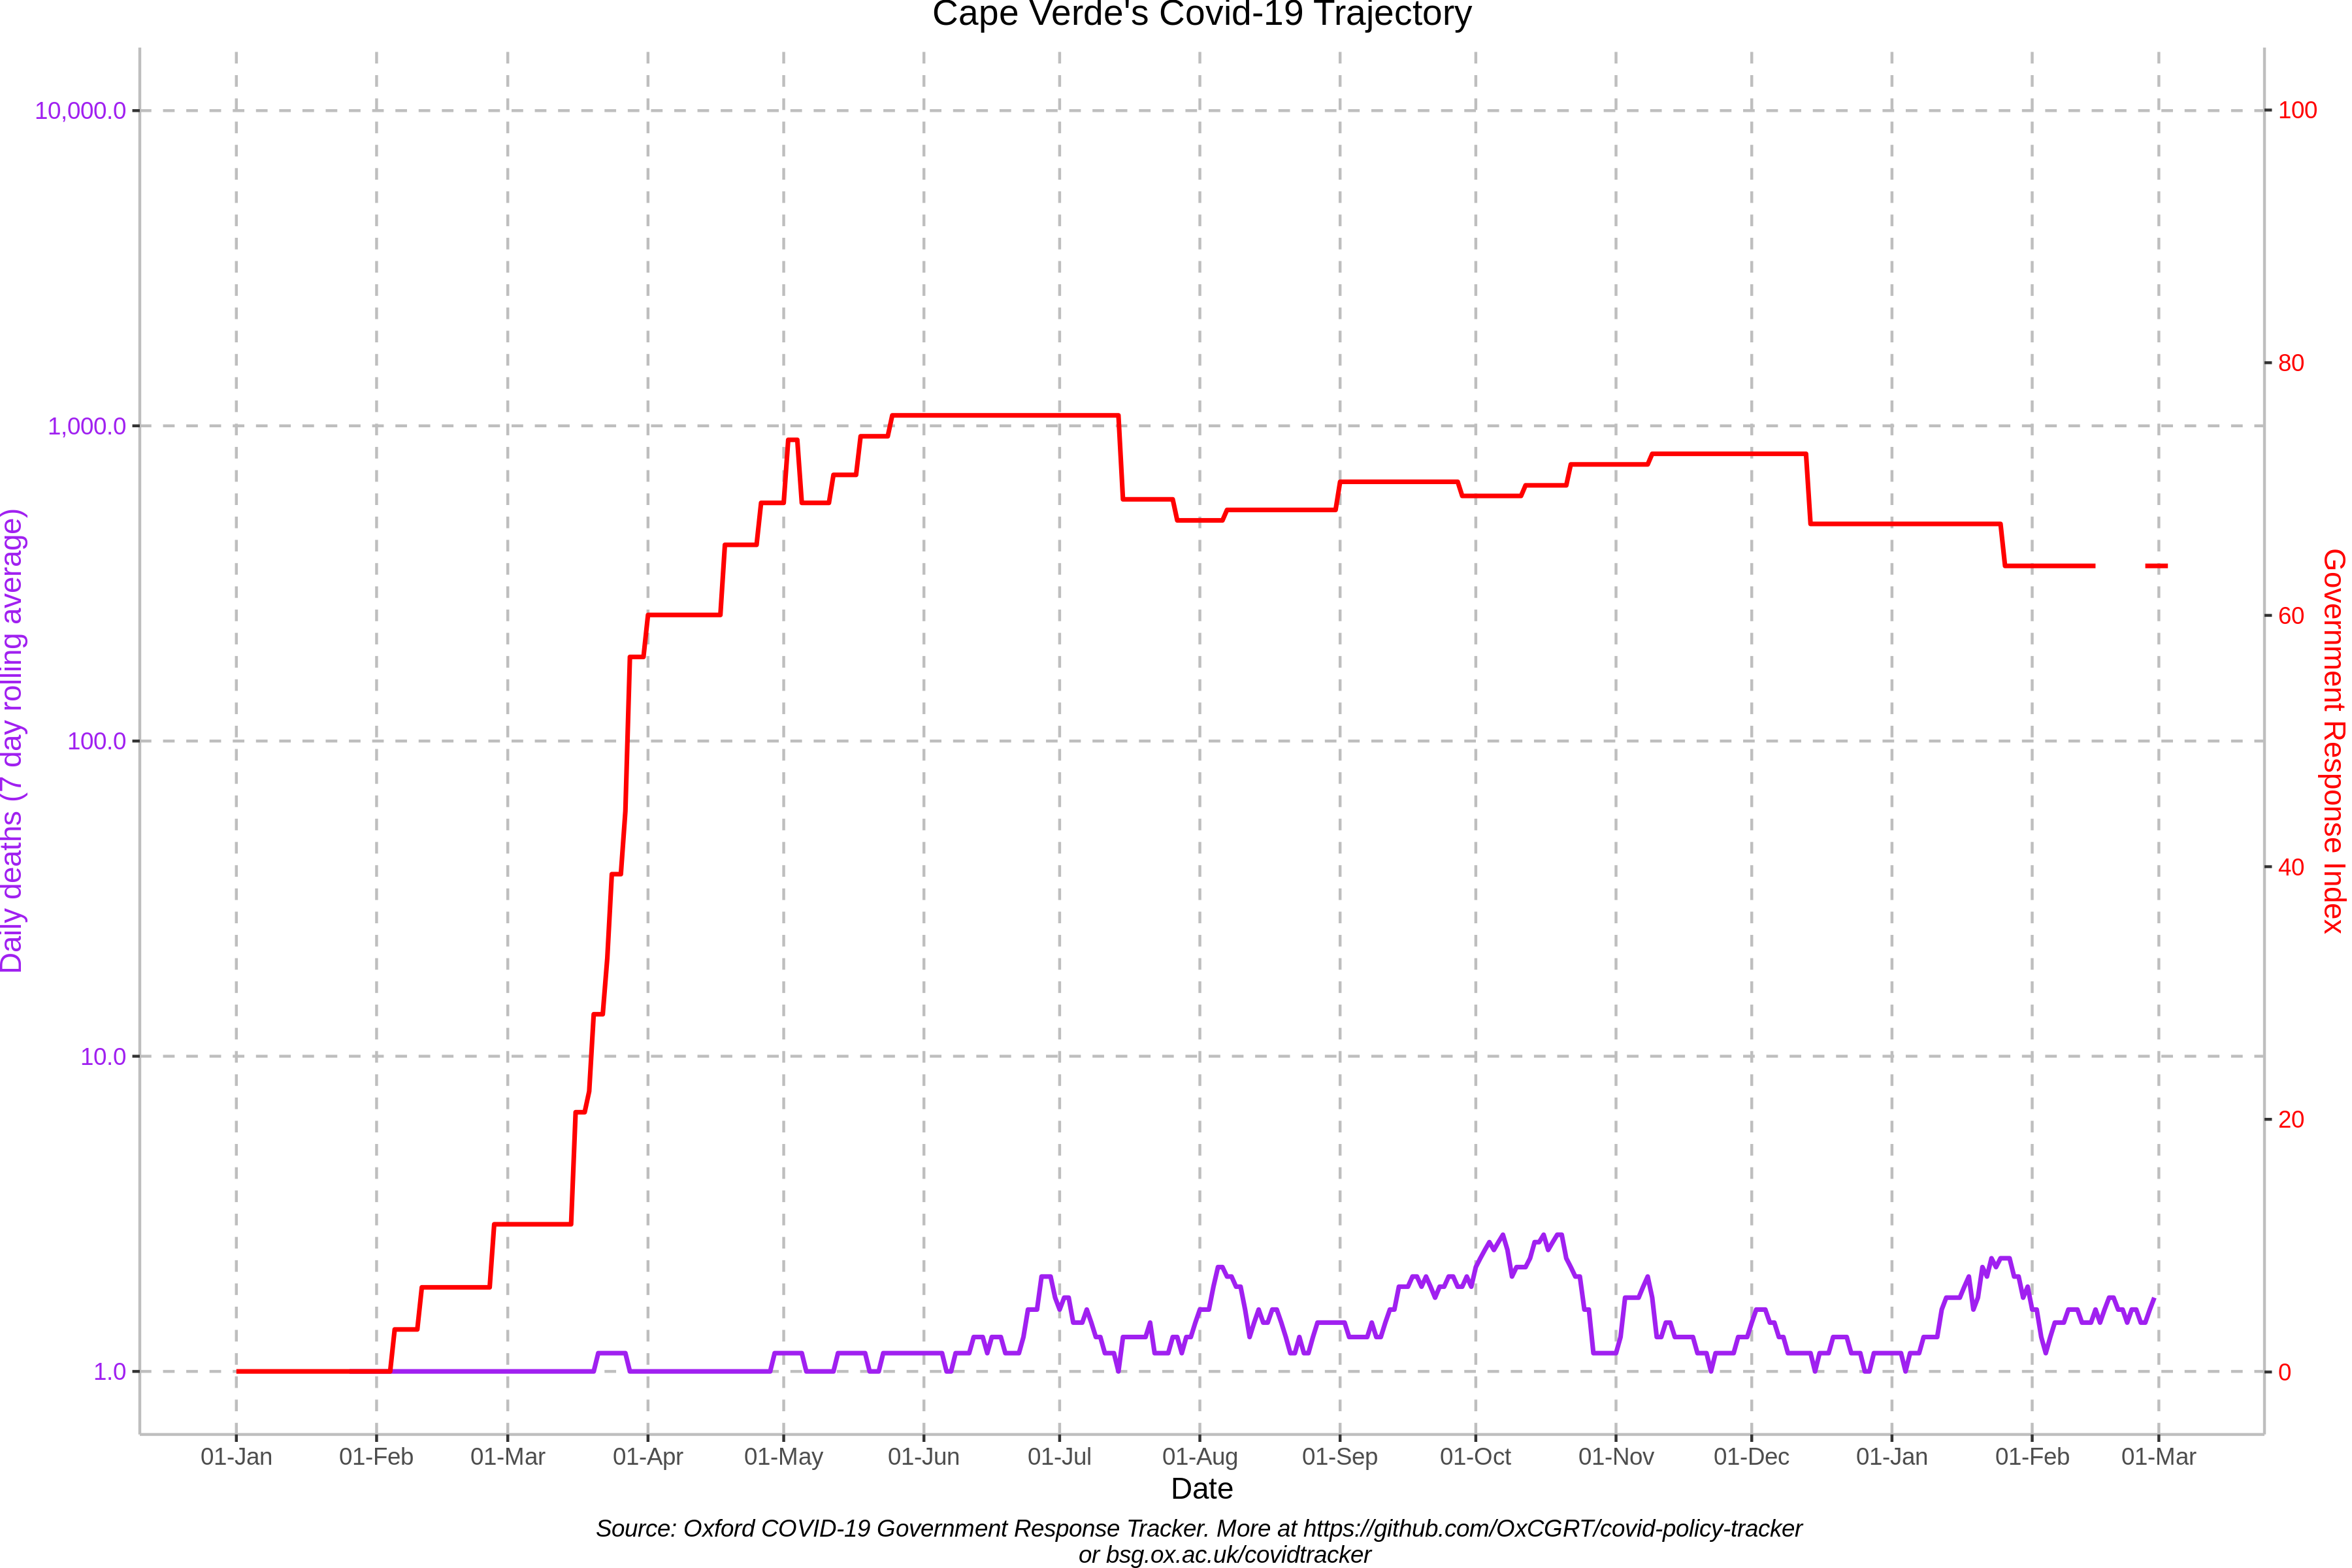 Cape Verde's Covid-19 Trajectory
10,000.0
1,000.0
100.0
10.0
1.0
Daily deaths (7 day rolling average)
100
80
60
40
20
0
Government Response Index
01-Jan 01-Feb 01-Mar 01-Apr 01-May 01-Jun 01-Jul 01-Aug 01-Sep 01-Oct 01-Nov 01-Dec 01-Jan 01-Feb 01-Mar
Date
Source: Oxford COVID-19 Government Response Tracker. More at https://github.com/OxCGRT/covid-policy-tracker
or bsg.ox.ac.uk/covidtracker